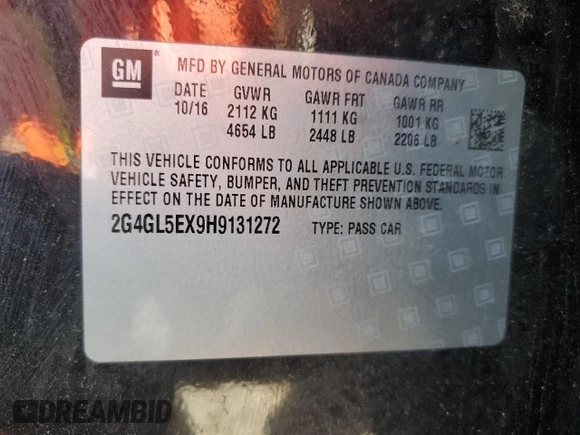 GM ®
MFD BY GENERAL MOTORS OF CANADA COMPANY
DATE GVWR GAWR FRT GAWR RR
10/16 2112 KG 1111 KG 1001 KG
4654 LB 2448 LB 2206 LB
THIS VEHICLE CONFORMS TO ALL APPLICABLE U.S. FEDERAL MOTOR
VEHICLE SAFETY, BUMPER, AND THEFT PREVENTION STANDARDS IN
EFFECT ON THE DATE OF MANUFACTURE SHOWN ABOVE.
2G4GL5EX9H9131272 TYPE: PASS CAR
DREAMBID